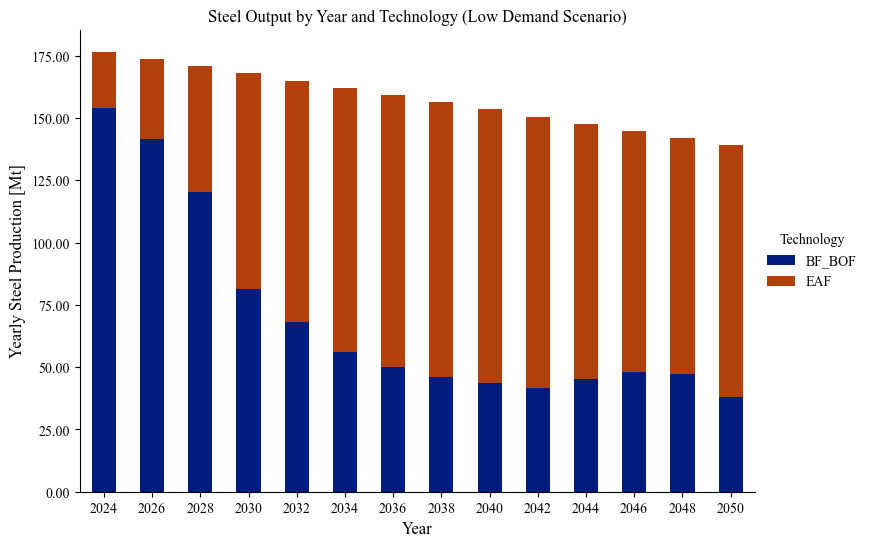 Steel Output by Year and Technology (Low Demand Scenario)
Yearly Steel Production [Mt]
175.00
150.00
125.00
100.00
75.00
50.00
25.00
0.00
2024 2026 2028 2030 2032 2034 2036 2038 2040 2042 2044 2046 2048 2050
Year
Technology
BF_BOF
EAF